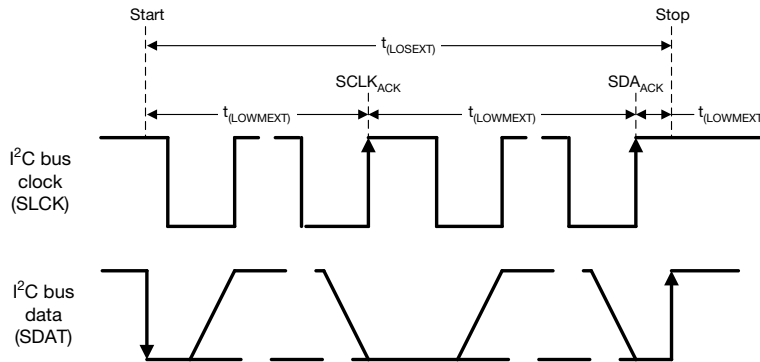 Start
Stop
t(LOSEXT)
SCLKACK
SDAACK
t(LOWMEXT)
t(LOWMEXT)
t(LOWMEXT)
I2C bus
clock
(SLCK)
I2C bus
data
(SDAT)